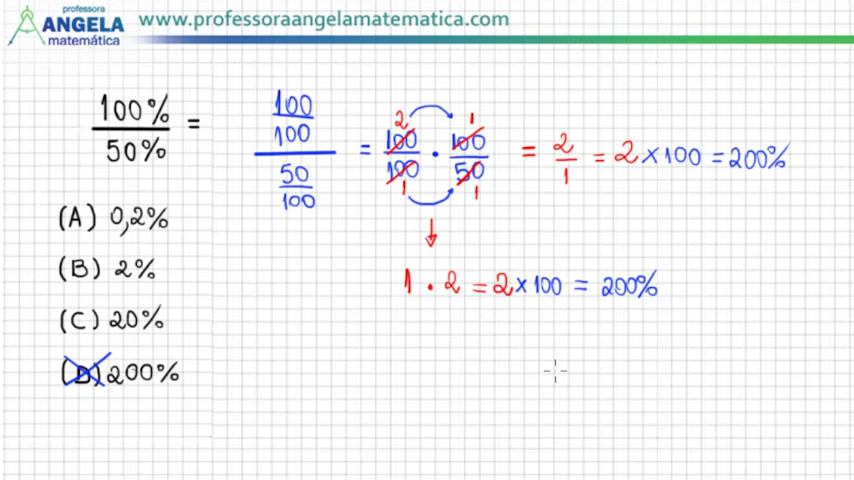 professora
ANGELA
matemática
www.professoraangelamatematica.com
100% / 50% = 100/100 / 50/100 = 100/100 · 100/50 = 2/1 = 2 × 100 = 200%
2 1
1 1
↓
1 · 2 = 2 × 100 = 200%
(A) 0,2%
(B) 2%
(C) 20%
(D) 200%